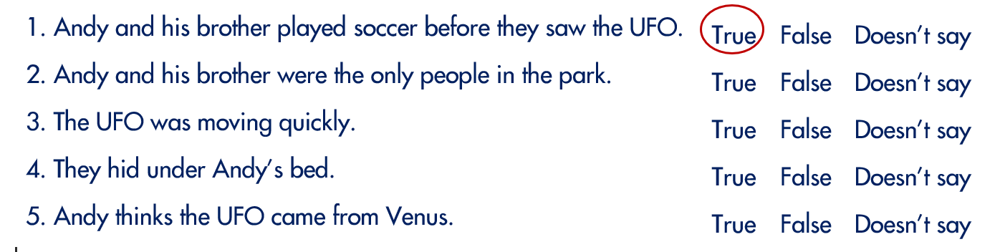 1. Andy and his brother played soccer before they saw the UFO. True False Doesn't say
2. Andy and his brother were the only people in the park. True False Doesn't say
3. The UFO was moving quickly. True False Doesn't say
4. They hid under Andy's bed. True False Doesn't say
5. Andy thinks the UFO came from Venus. True False Doesn't say